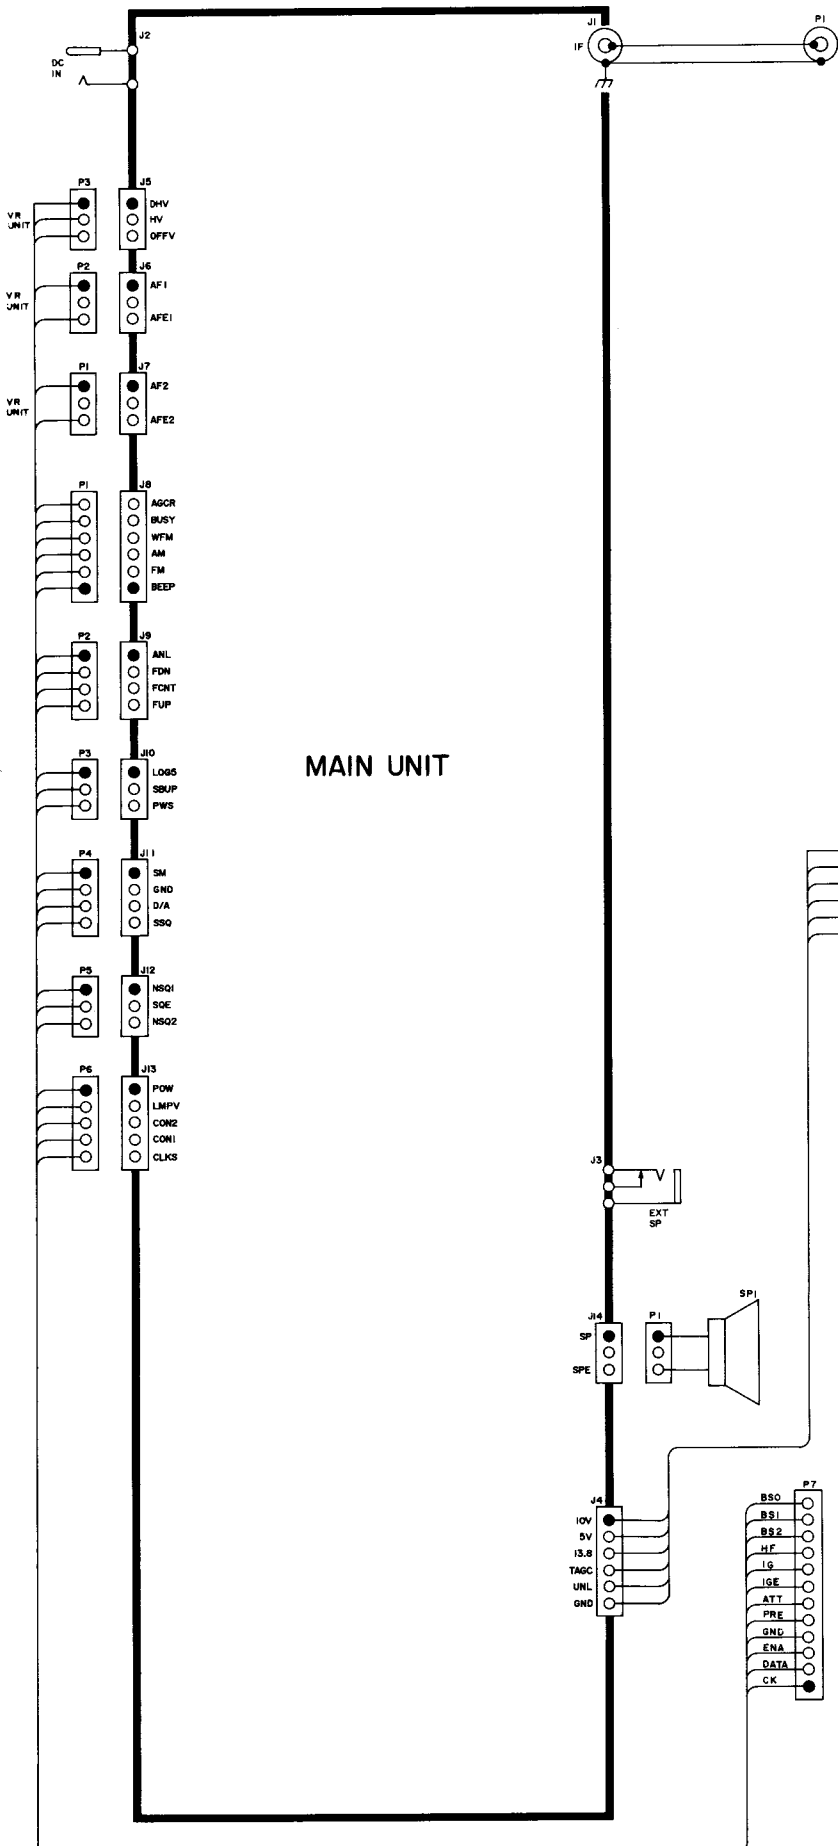 J2
DC
IN
J1
IF
P1
P3
J5
VR
UNIT
DHV
HV
OFFV
P2
J6
VR
UNIT
AF1
AFE1
P1
J7
VR
UNIT
AF2
AFE2
P1
J8
AGCR
BUSY
WFM
AM
FM
BEEP
P2
J9
ANL
FDN
FCNT
FUP
P3
J10
LOGS
SBUP
PWS
MAIN UNIT
P4
J11
SM
GND
D/A
SSQ
P5
J12
NSQ1
SQE
NSQ2
P6
J13
POW
LMPV
CON2
CON1
CLKS
J3
EXT
SP
J14
P1
SP1
SP
SPE
J4
10V
5V
13.8
TAGC
UNL
GND
P7
BS0
BS1
BS2
HF
IG
IGE
ATT
PRE
GND
ENA
DATA
CK